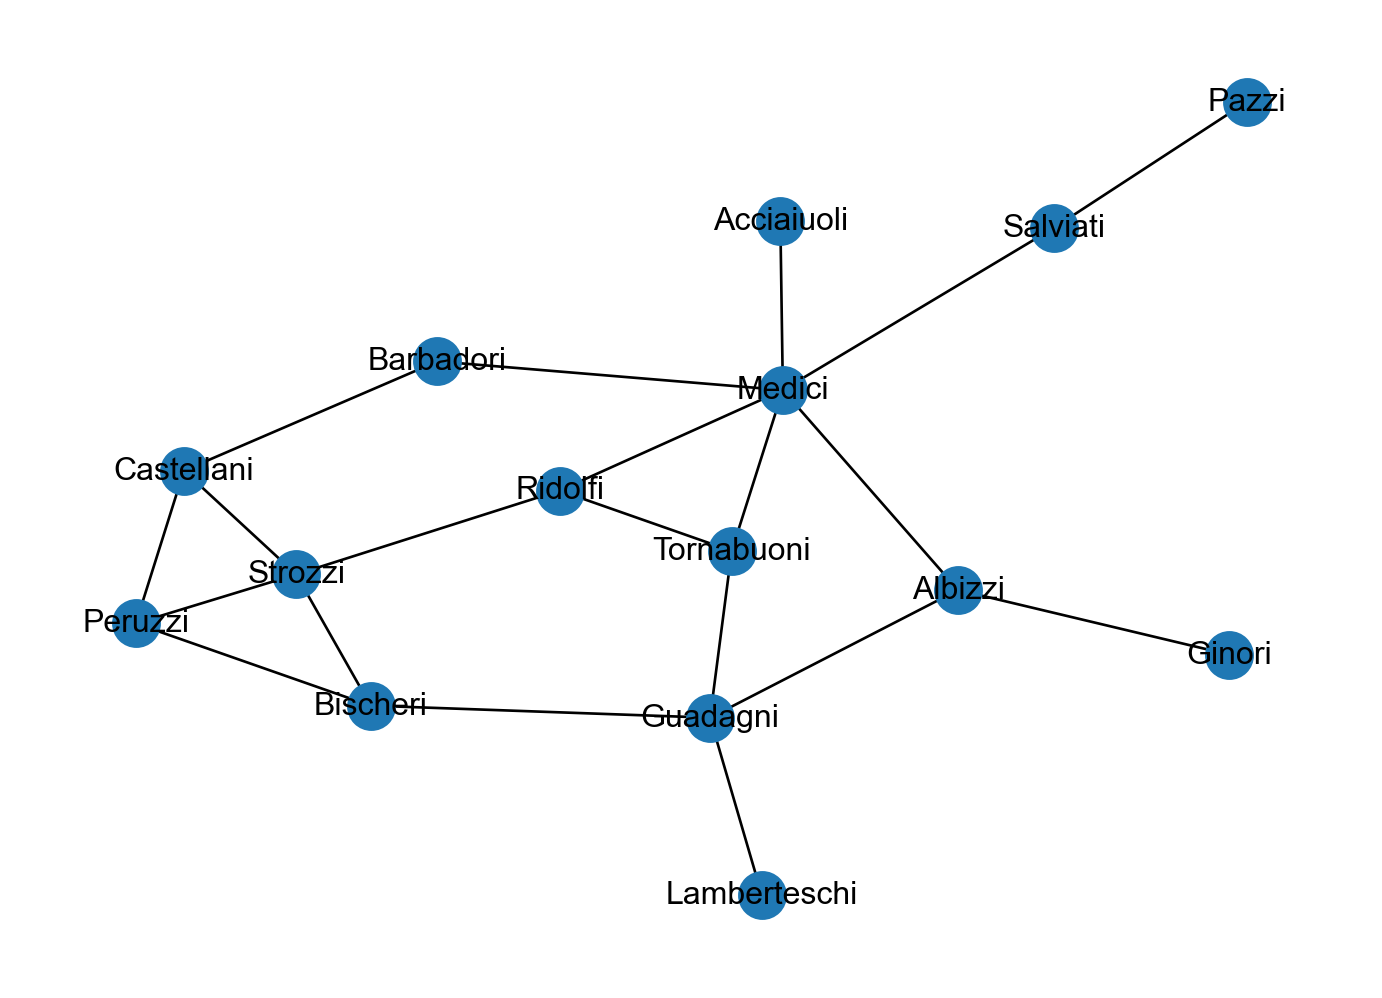 Pazzi
Acciaiuoli
Salviati
Barbadori
Medici
Castellani
Ridolfi
Tornabuoni
Strozzi
Albizzi
Peruzzi
Ginori
Bischeri
Guadagni
Lamberteschi